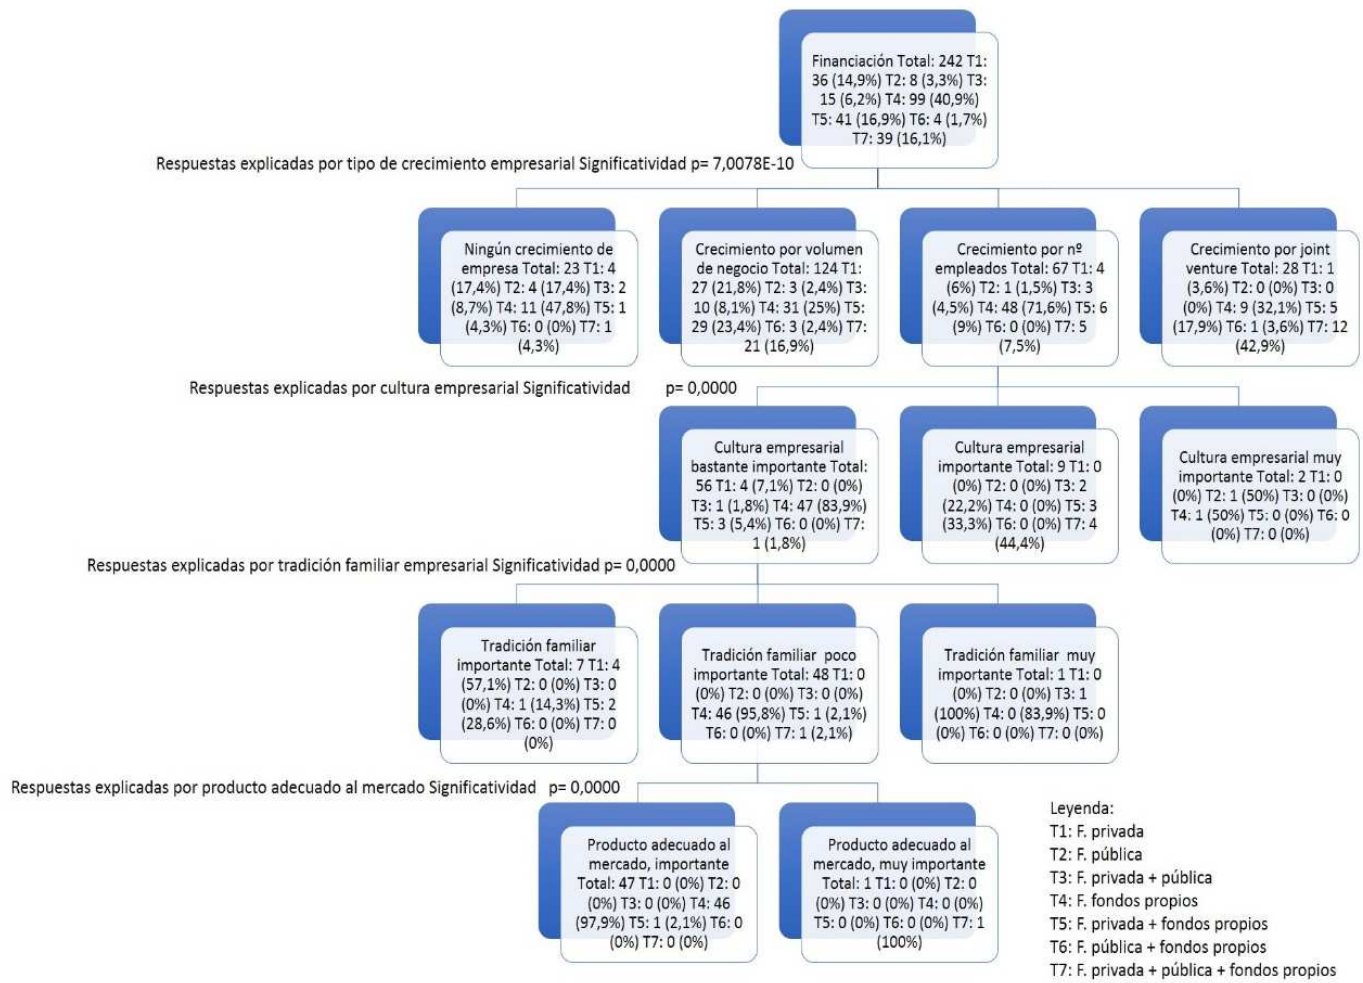 Financiación Total: 242 T1:
36 (14,9%) T2: 8 (3,3%) T3:
15 (6,2%) T4: 99 (40,9%)
T5: 41 (16,9%) T6: 4 (1,7%)
T7: 39 (16,1%)
Respuestas explicadas por tipo de crecimiento empresarial Significatividad p= 7,0078E-10
Ningún crecimiento de
empresa Total: 23 T1: 4
(17,4%) T2: 4 (17,4%) T3: 2
(8,7%) T4: 11 (47,8%) T5: 1
(4,3%) T6: 0 (0%) T7: 1
(4,3%)
Crecimiento por volumen
de negocio Total: 124 T1:
27 (21,8%) T2: 3 (2,4%) T3:
10 (8,1%) T4: 31 (25%) T5:
29 (23,4%) T6: 3 (2,4%) T7:
21 (16,9%)
Crecimiento por nº
empleados Total: 67 T1: 4
(6%) T2: 1 (1,5%) T3: 3
(4,5%) T4: 48 (71,6%) T5: 6
(9%) T6: 0 (0%) T7: 5
(7,5%)
Crecimiento por joint
venture Total: 28 T1: 1
(3,6%) T2: 0 (0%) T3: 0
(0%) T4: 9 (32,1%) T5: 5
(17,9%) T6: 1 (3,6%) T7: 12
(42,9%)
Respuestas explicadas por cultura empresarial Significatividad p= 0,0000
Cultura empresarial
bastante importante Total:
56 T1: 4 (7,1%) T2: 0 (0%)
T3: 1 (1,8%) T4: 47 (83,9%)
T5: 3 (5,4%) T6: 0 (0%) T7:
1 (1,8%)
Cultura empresarial
importante Total: 9 T1: 0
(0%) T2: 0 (0%) T3: 2
(22,2%) T4: 0 (0%) T5: 3
(33,3%) T6: 0 (0%) T7: 4
(44,4%)
Cultura empresarial muy
importante Total: 2 T1: 0
(0%) T2: 1 (50%) T3: 0 (0%)
T4: 1 (50%) T5: 0 (0%) T6: 0
(0%) T7: 0 (0%)
Respuestas explicadas por tradición familiar empresarial Significatividad p= 0,0000
Tradición familiar
importante Total: 7 T1: 4
(57,1%) T2: 0 (0%) T3: 0
(0%) T4: 1 (14,3%) T5: 2
(28,6%) T6: 0 (0%) T7: 0
(0%)
Tradición familiar poco
importante Total: 48 T1: 0
(0%) T2: 0 (0%) T3: 0 (0%)
T4: 46 (95,8%) T5: 1 (2,1%)
T6: 0 (0%) T7: 1 (2,1%)
Tradición familiar muy
importante Total: 1 T1: 0
(0%) T2: 0 (0%) T3: 1
(100%) T4: 0 (83,9%) T5: 0
(0%) T6: 0 (0%) T7: 0 (0%)
Respuestas explicadas por producto adecuado al mercado Significatividad p= 0,0000
Producto adecuado al
mercado, importante
Total: 47 T1: 0 (0%) T2: 0
(0%) T3: 0 (0%) T4: 46
(97,9%) T5: 1 (2,1%) T6: 0
(0%) T7: 0 (0%)
Producto adecuado al
mercado, muy importante
Total: 1 T1: 0 (0%) T2: 0
(0%) T3: 0 (0%) T4: 0 (0%)
T5: 0 (0%) T6: 0 (0%) T7: 1
(100%)
Leyenda:
T1: F. privada
T2: F. pública
T3: F. privada + pública
T4: F. fondos propios
T5: F. privada + fondos propios
T6: F. pública + fondos propios
T7: F. privada + pública + fondos propios